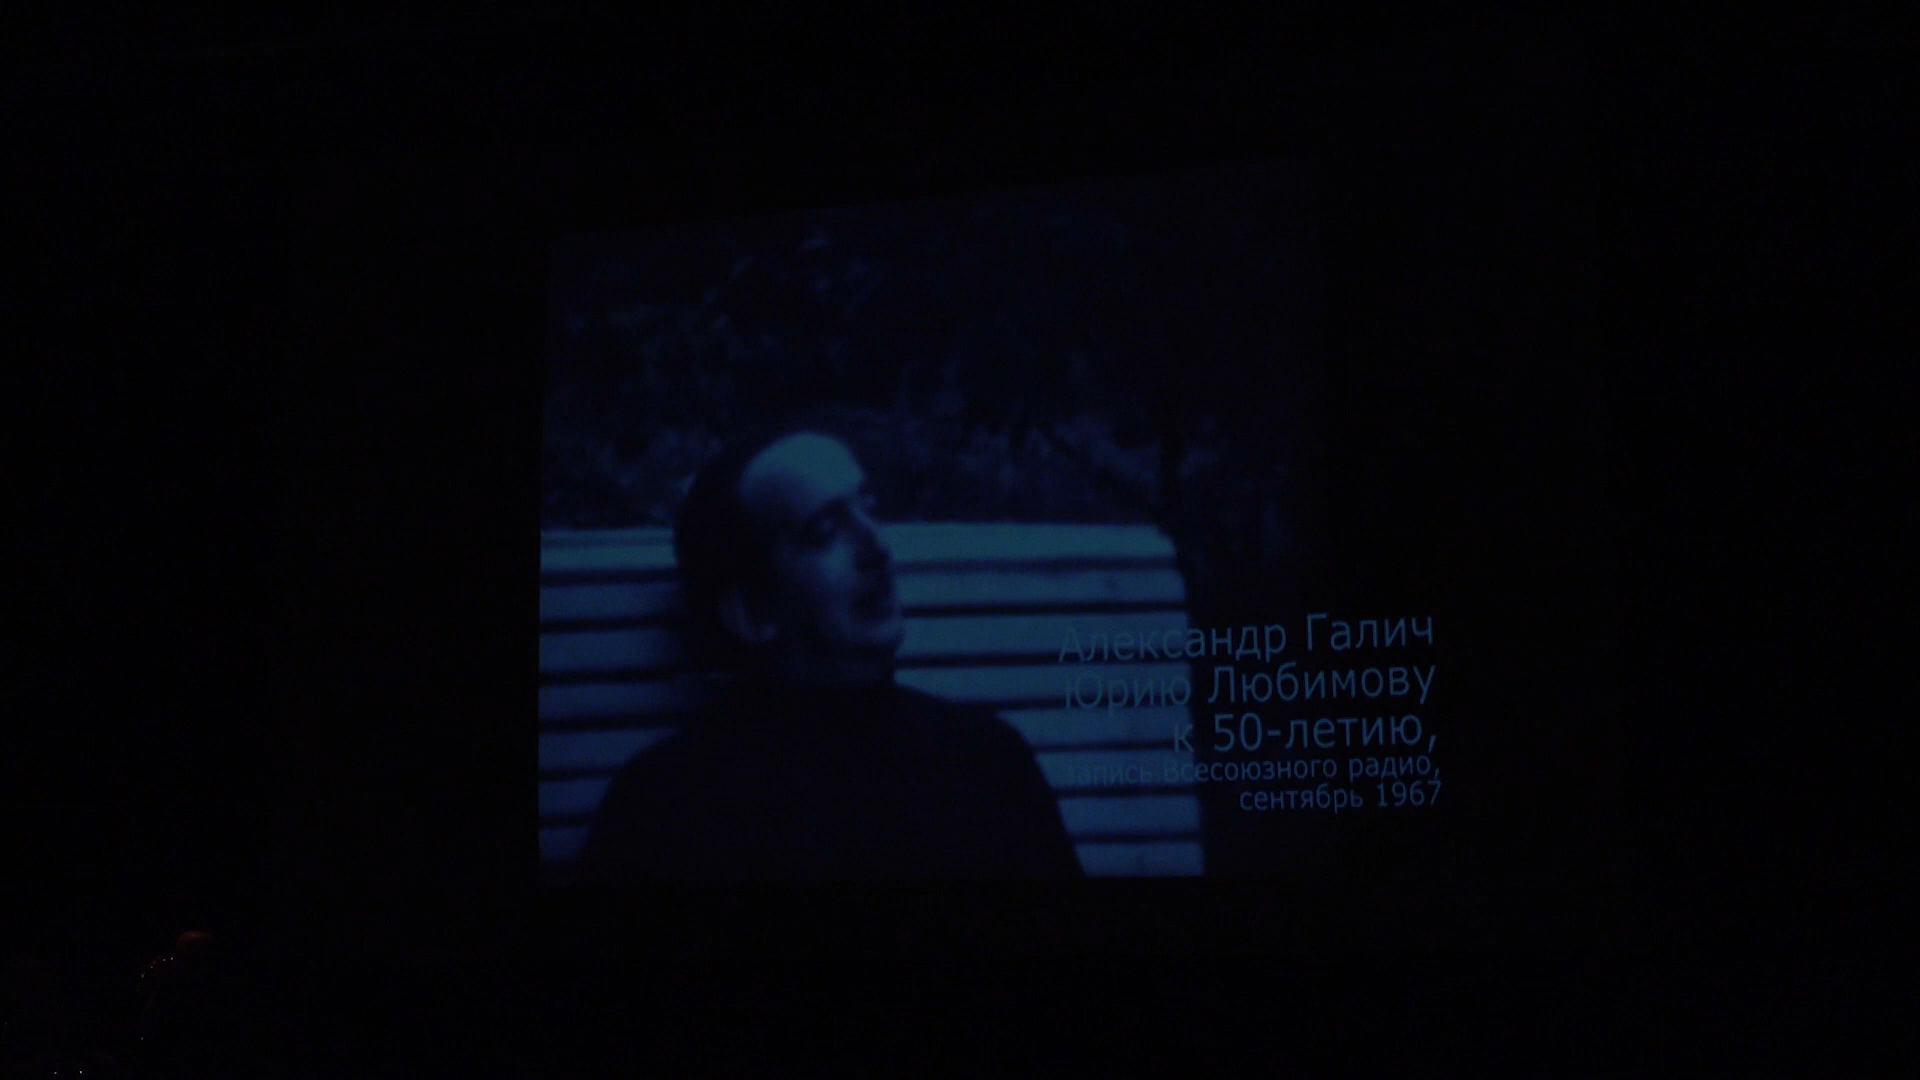 Александр Галич
Юрию Любимову
к 50-летию,
запись Всесоюзного радио,
сентябрь 1967